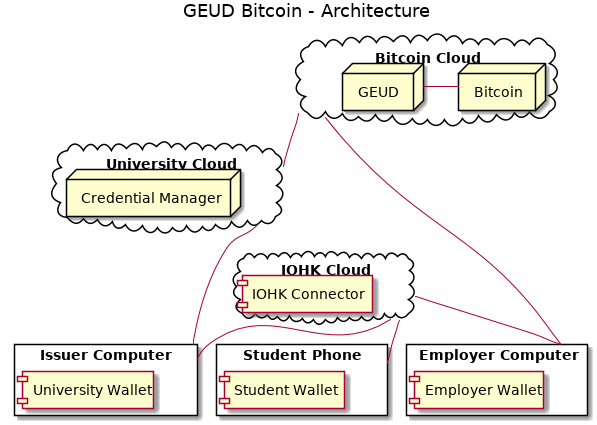 GEUD Bitcoin - Architecture
Bitcoin Cloud
GEUD
Bitcoin
University Cloud
Credential Manager
IOHK Cloud
IOHK Connector
Issuer Computer
University Wallet
Student Phone
Student Wallet
Employer Computer
Employer Wallet